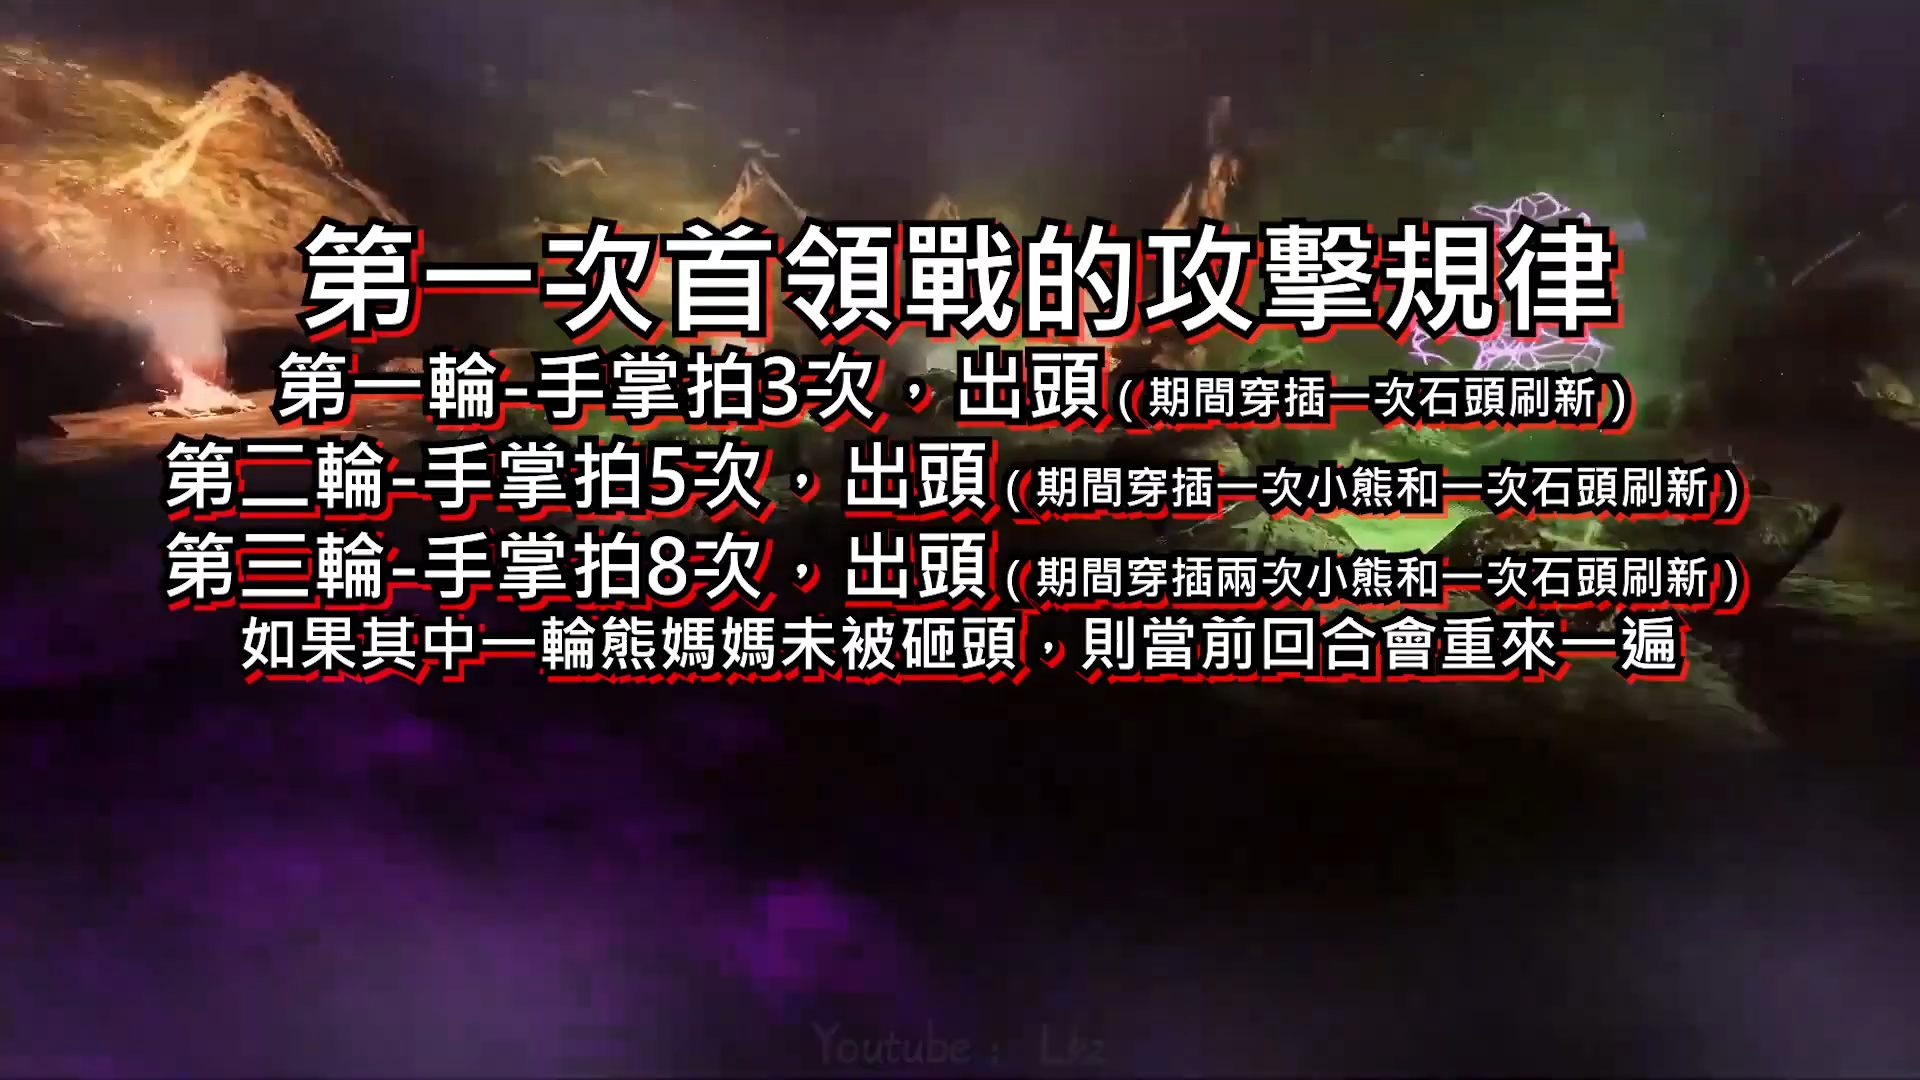 第一次首領戰的攻擊規律
第一輪-手掌拍3次，出頭（期間穿插一次石頭刷新）
第二輪-手掌拍5次，出頭（期間穿插一次小熊和一次石頭刷新）
第三輪-手掌拍8次，出頭（期間穿插兩次小熊和一次石頭刷新）
如果其中一輪熊媽媽未被砸頭，則當前回合會重來一遍
Youtube：